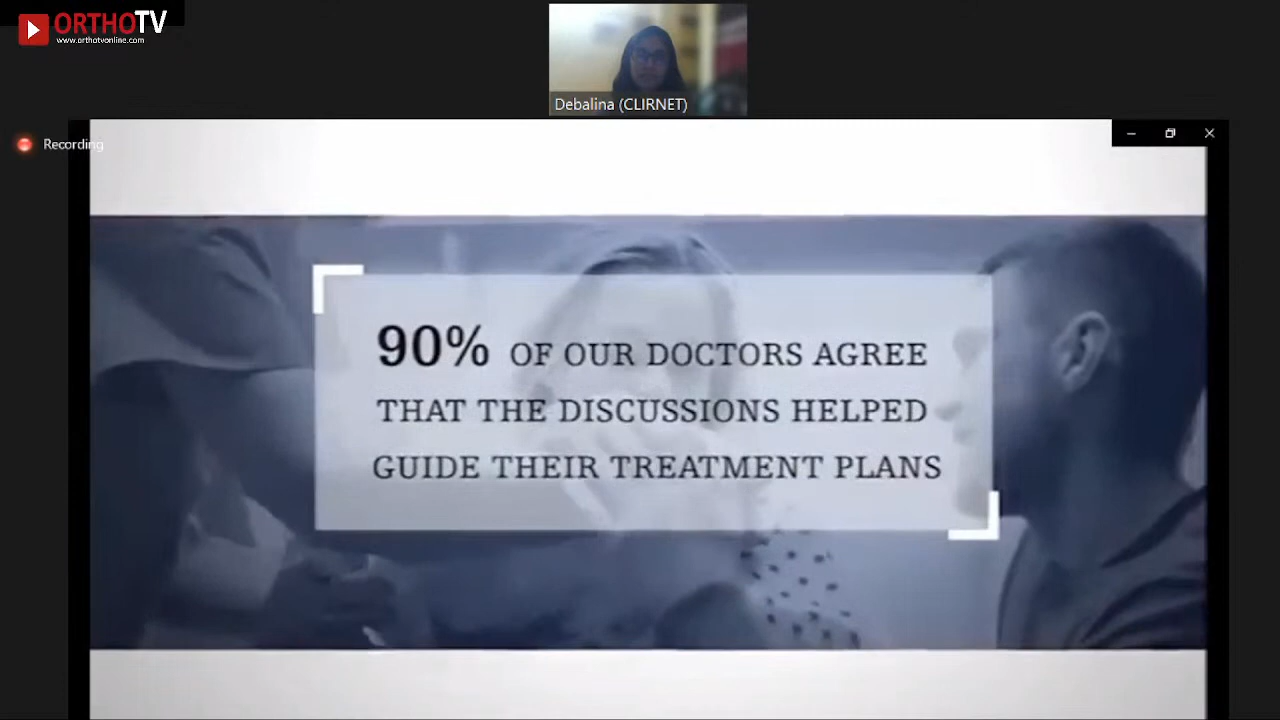 ORTHOTV
www.orthotvonline.com
Debalina (CLIRNET)
Recording
90% OF OUR DOCTORS AGREE
THAT THE DISCUSSIONS HELPED
GUIDE THEIR TREATMENT PLANS